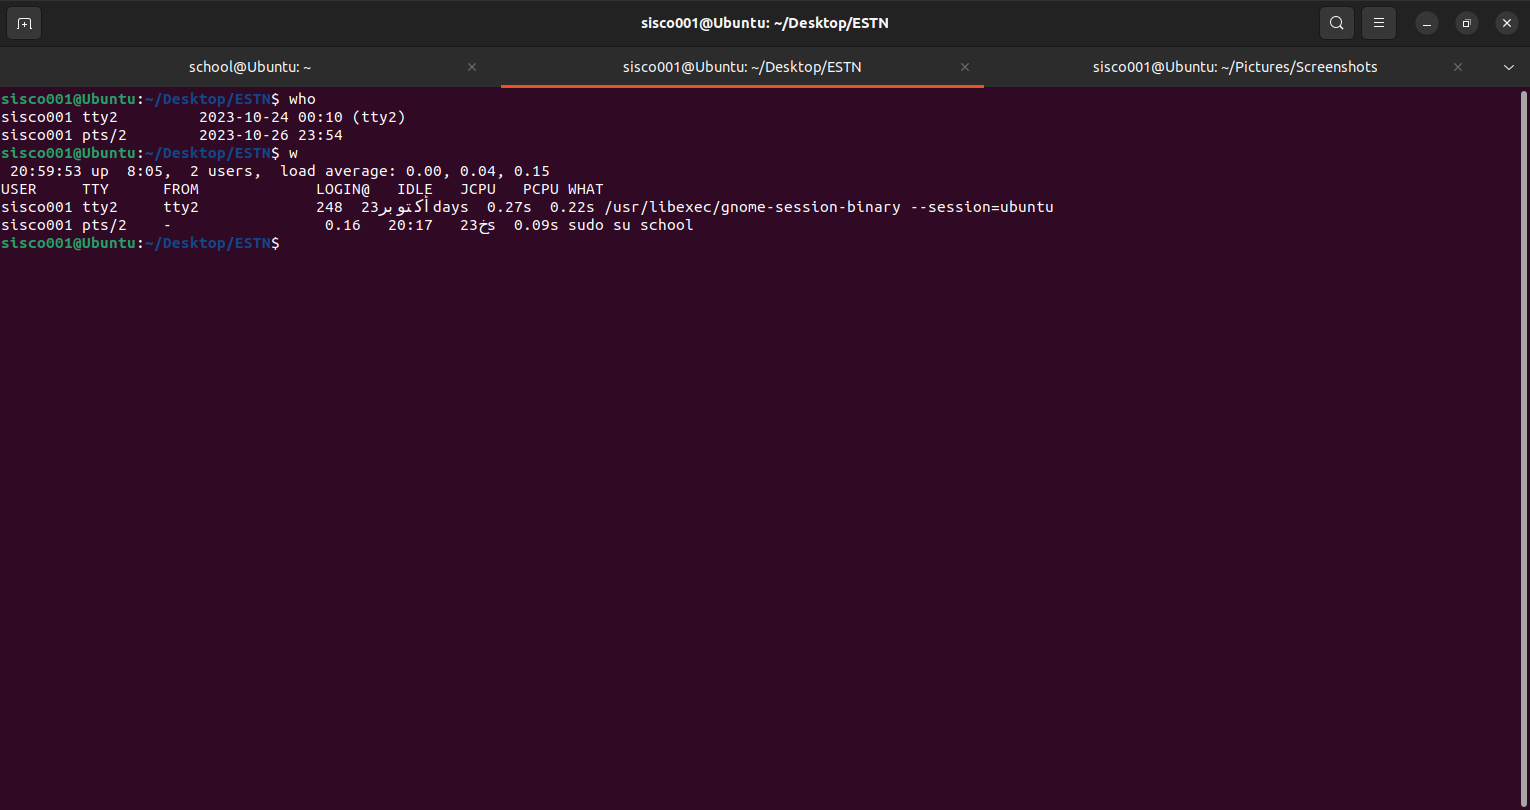 sisco001@Ubuntu: ~/Desktop/ESTN
school@Ubuntu: ~ sisco001@Ubuntu: ~/Desktop/ESTN sisco001@Ubuntu: ~/Pictures/Screenshots
sisco001@Ubuntu:~/Desktop/ESTN$ who
sisco001 tty2         2023-10-24 00:10 (tty2)
sisco001 pts/2        2023-10-26 23:54
sisco001@Ubuntu:~/Desktop/ESTN$ w
 20:59:53 up  8:05,  2 users,  load average: 0.00, 0.04, 0.15
USER     TTY      FROM             LOGIN@   IDLE   JCPU   PCPU WHAT
sisco001 tty2     tty2             248  23أكتوبر days  0.27s  0.22s /usr/libexec/gnome-session-binary --session=ubuntu
sisco001 pts/2    -                 0.16   20:17   23خs  0.09s sudo su school
sisco001@Ubuntu:~/Desktop/ESTN$